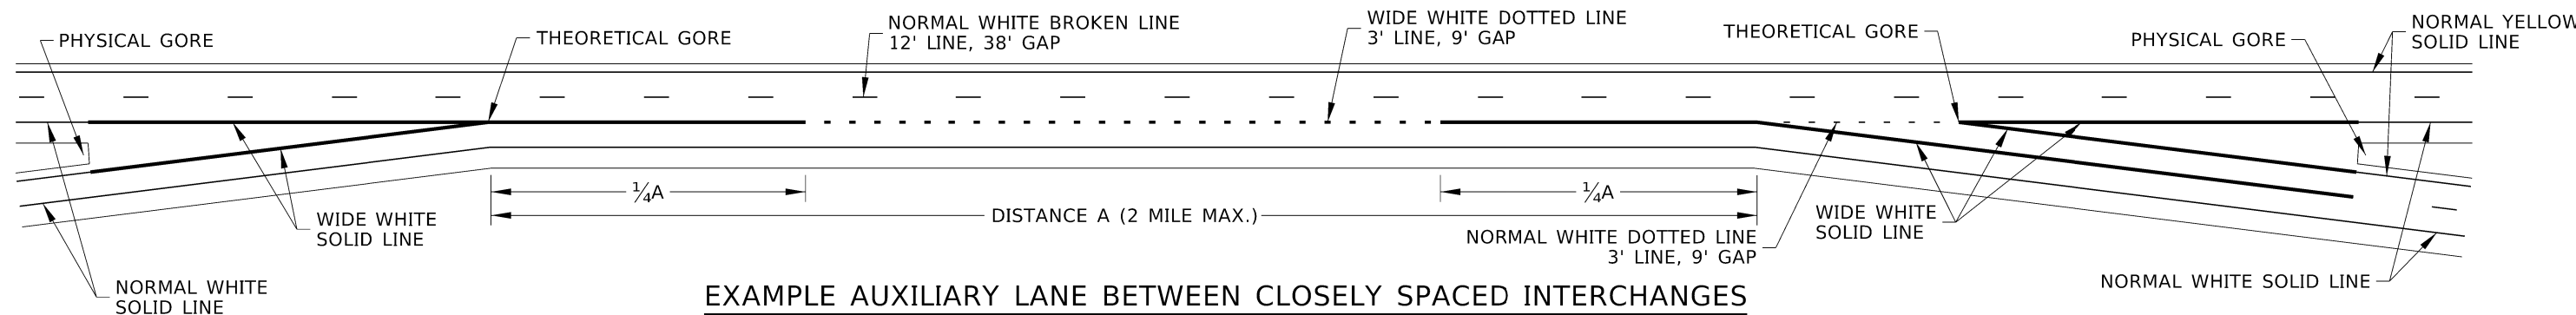 PHYSICAL GORE
THEORETICAL GORE
NORMAL WHITE BROKEN LINE
12' LINE, 38' GAP
WIDE WHITE DOTTED LINE
3' LINE, 9' GAP
THEORETICAL GORE
PHYSICAL GORE
NORMAL YELLOW
SOLID LINE
¼A
¼A
DISTANCE A (2 MILE MAX.)
WIDE WHITE
SOLID LINE
WIDE WHITE
SOLID LINE
NORMAL WHITE DOTTED LINE
3' LINE, 9' GAP
NORMAL WHITE
SOLID LINE
NORMAL WHITE SOLID LINE
EXAMPLE AUXILIARY LANE BETWEEN CLOSELY SPACED INTERCHANGES